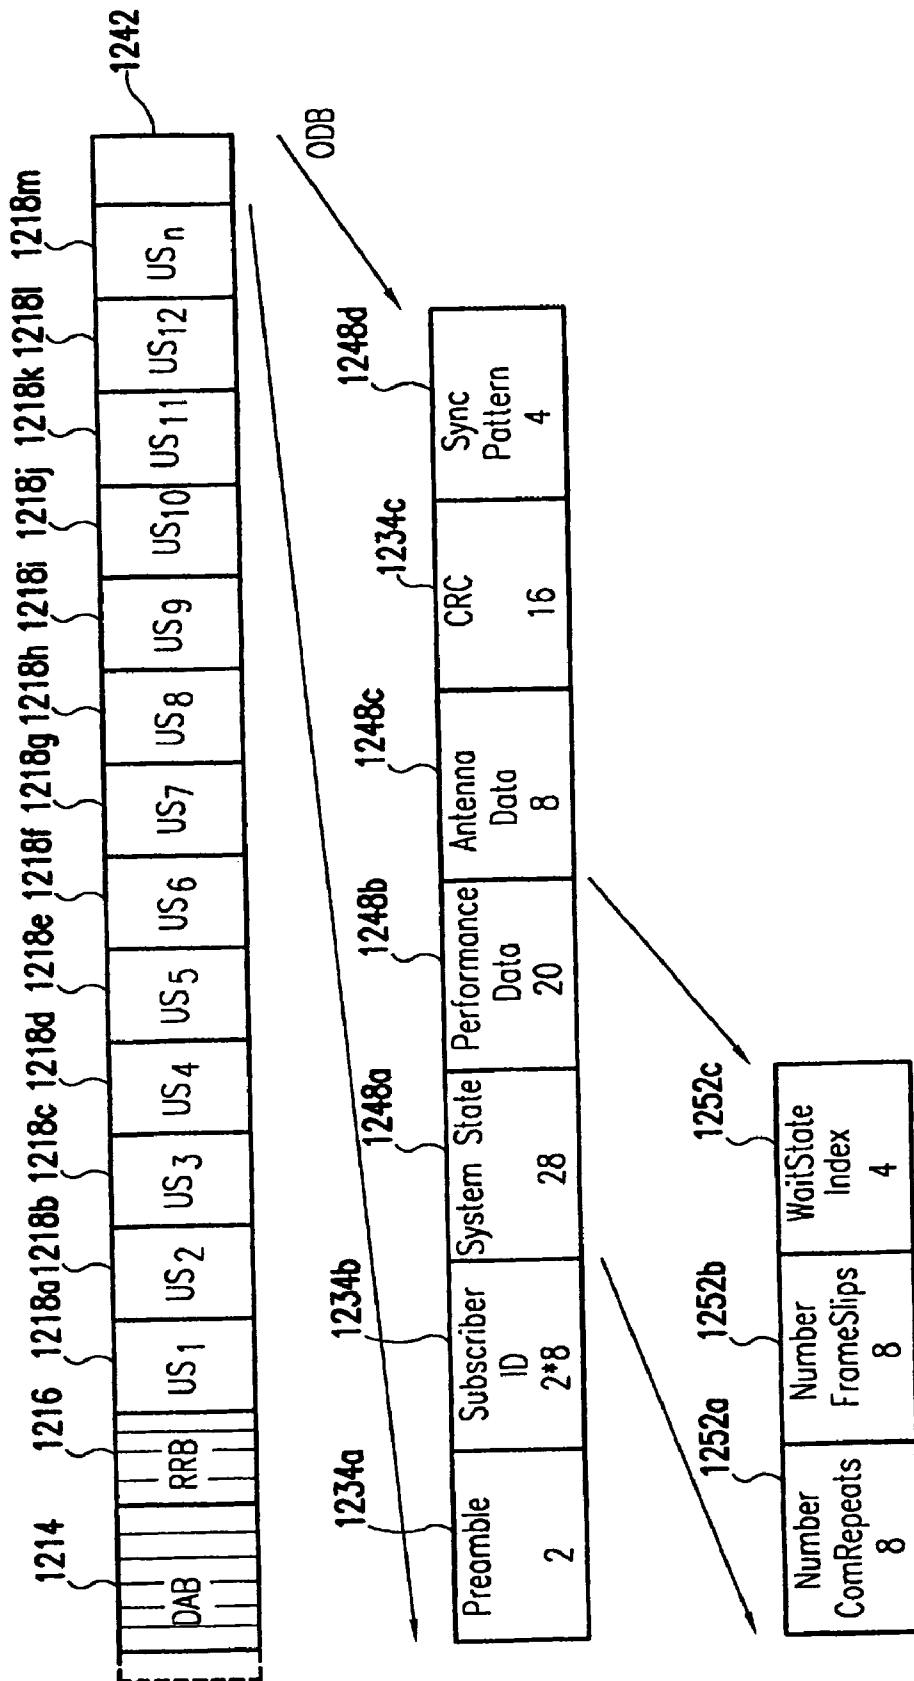 1214 1216 1218a 1218b 1218c 1218d 1218e 1218f 1218g 1218h 1218i 1218j 1218k 1218l 1218m 1242
DAB RRB US1 US2 US3 US4 US5 US6 US7 US8 US9 US10 US11 US12 USn
ODB
1234a 1234b 1248a 1248b 1248c 1234c 1248d
Preamble
2
Subscriber
ID
2*8
System State
28
Performance
Data
20
Antenna
Data
8
CRC
16
Sync
Pattern
4
1252a 1252b 1252c
Number
ComRepeats
8
Number
FrameSlips
8
WaitState
Index
4